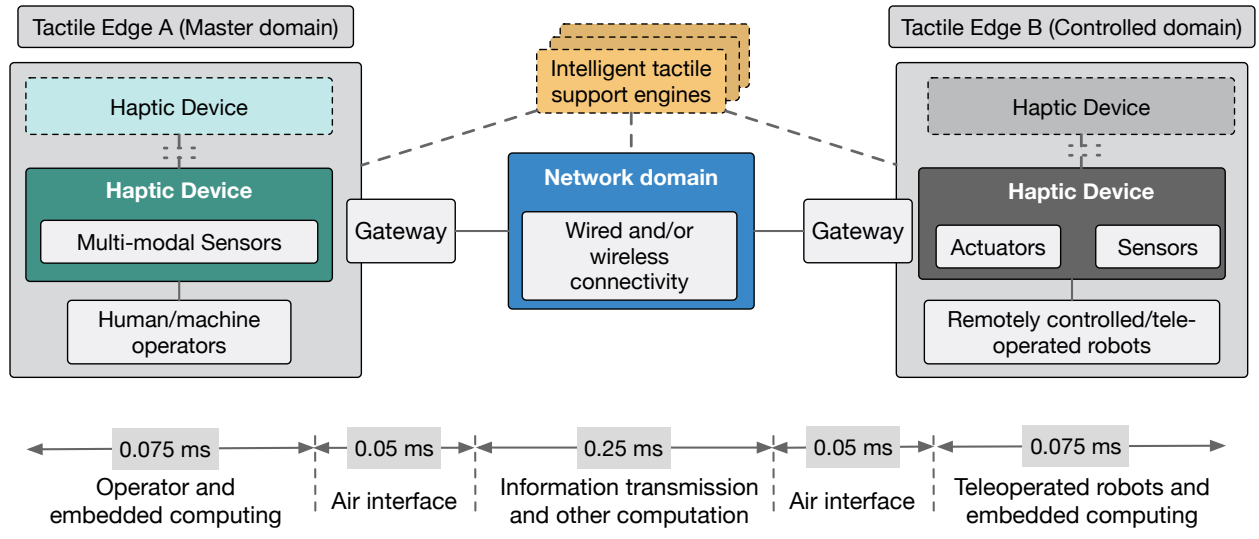 Tactile Edge A (Master domain)
Tactile Edge B (Controlled domain)
Intelligent tactile
support engines
Haptic Device
Haptic Device
Haptic Device
Multi-modal Sensors
Human/machine
operators
Gateway
Network domain
Wired and/or
wireless
connectivity
Gateway
Haptic Device
Actuators
Sensors
Remotely controlled/tele-
operated robots
0.075 ms
0.05 ms
0.25 ms
0.05 ms
0.075 ms
Operator and
embedded computing
Air interface
Information transmission
and other computation
Air interface
Teleoperated robots and
embedded computing